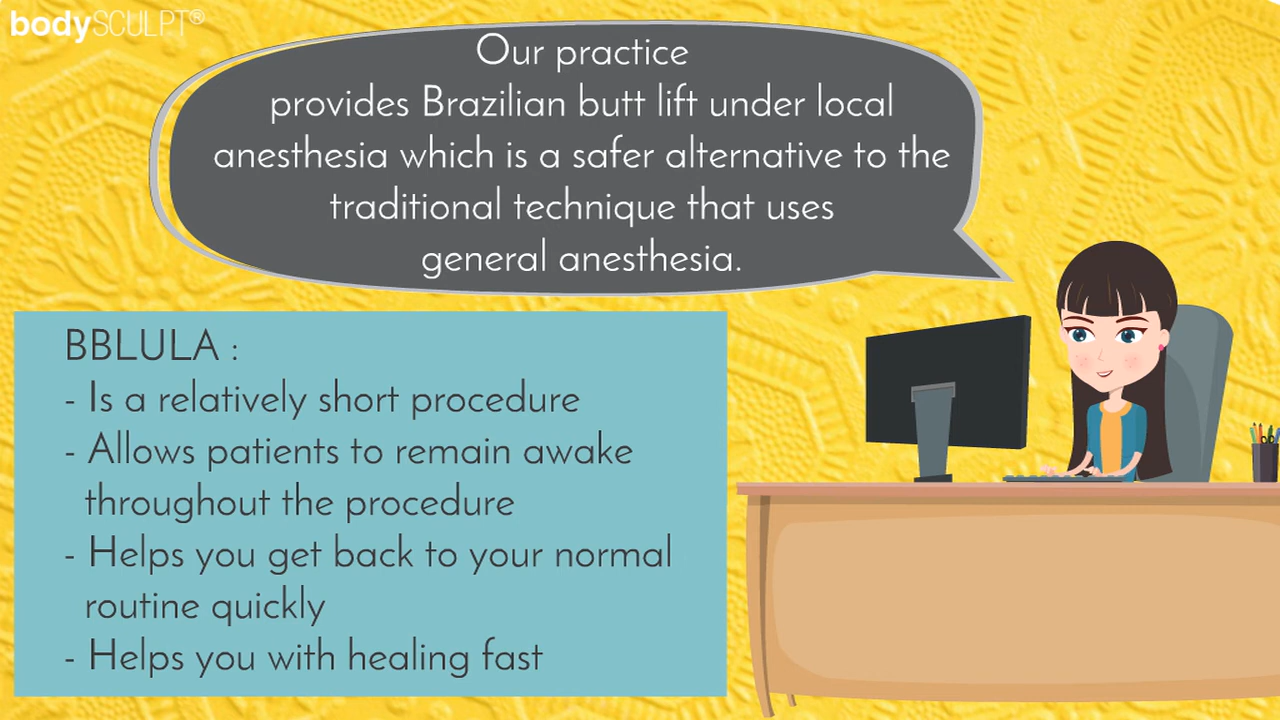 bodySCULPT®
Our practice
provides Brazilian butt lift under local
anesthesia which is a safer alternative to the
traditional technique that uses
general anesthesia.
BBLULA :
- Is a relatively short procedure
- Allows patients to remain awake
throughout the procedure
- Helps you get back to your normal
routine quickly
- Helps you with healing fast